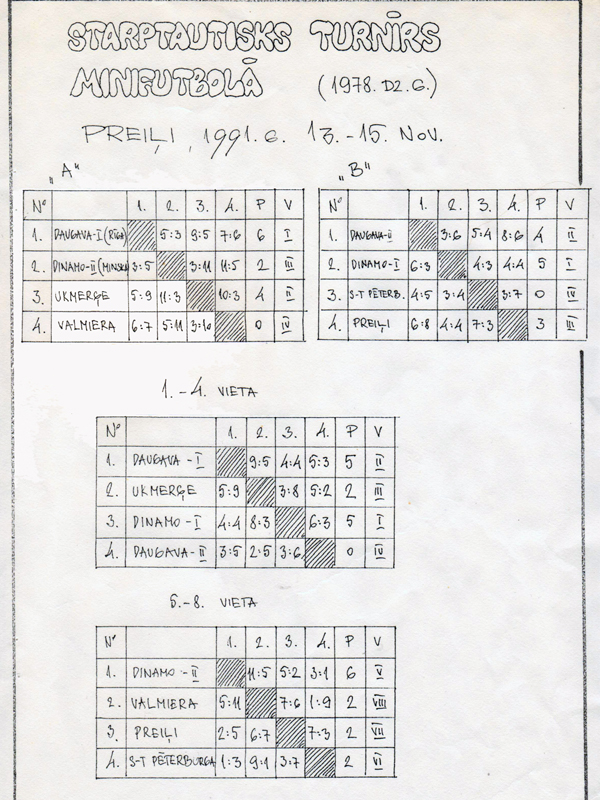 STARPTAUTISKS TURNĪRS
MINIFUTBOLĀ (1978. DZ. G.)
PREIĻI, 1991. G. 13.-15. NOV.
"A"
Nº 1. 2. 3. 4. P V
1. DAUGAVA-I (RĪGA) 5:3 9:5 7:6 6 I
2. DINAMO-II (MINSKA) 3:5 3:11 11:5 2 III
3. UKMERĢE 5:9 11:3 10:3 4 II
4. VALMIERA 6:7 5:11 3:10 0 IV
"B"
Nº 1. 2. 3. 4. P V
1. DAUGAVA-II 3:6 5:4 8:6 4 II
2. DINAMO-I 6:3 4:3 4:4 5 I
3. S-T PĒTERB. 4:5 3:4 3:7 0 IV
4. PREIĻI 6:8 4:4 7:3 3 III
1.-4. VIETA
Nº 1. 2. 3. 4. P V
1. DAUGAVA-I 9:5 4:4 5:3 5 II
2. UKMERĢE 5:9 3:8 5:2 2 III
3. DINAMO-I 4:4 8:3 6:3 5 I
4. DAUGAVA-II 3:5 2:5 3:6 0 IV
5.-8. VIETA
Nº 1. 2. 3. 4. P V
1. DINAMO-II 11:5 5:2 3:1 6 V
2. VALMIERA 5:11 7:6 1:9 2 VIII
3. PREIĻI 2:5 6:7 7:3 2 VII
4. S-T PĒTERBURGA 1:3 9:1 3:7 2 VI